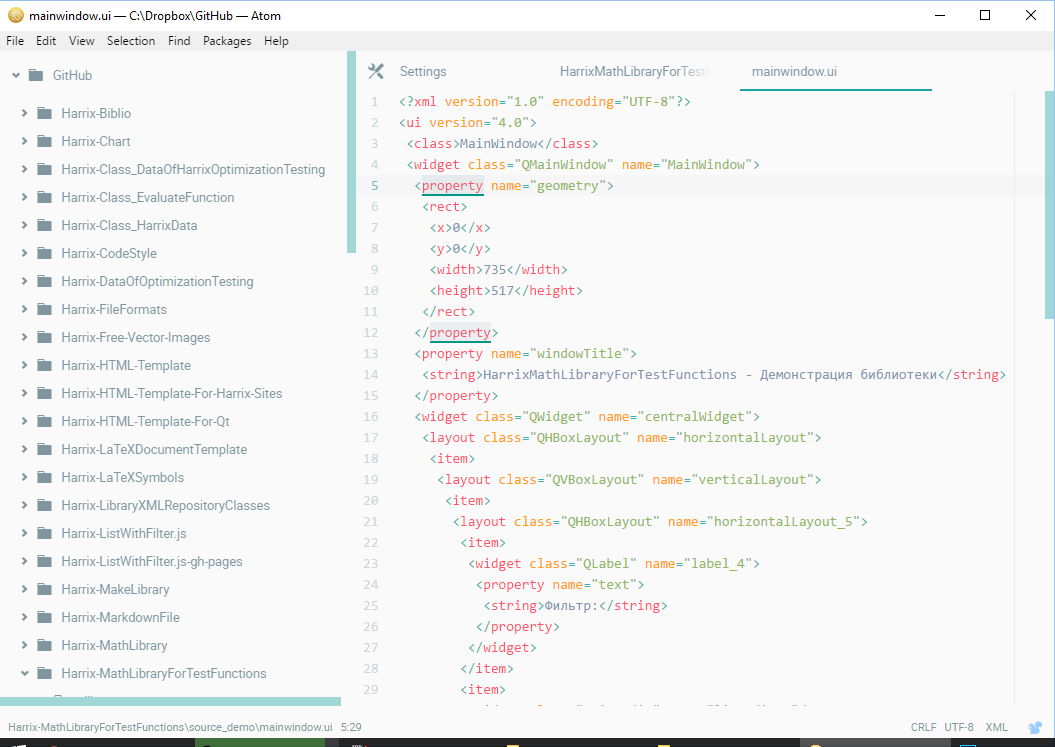 mainwindow.ui — C:\Dropbox\GitHub — Atom
File Edit View Selection Find Packages Help
GitHub
Harrix-Biblio
Harrix-Chart
Harrix-Class_DataOfHarrixOptimizationTesting
Harrix-Class_EvaluateFunction
Harrix-Class_HarrixData
Harrix-CodeStyle
Harrix-DataOfOptimizationTesting
Harrix-FileFormats
Harrix-Free-Vector-Images
Harrix-HTML-Template
Harrix-HTML-Template-For-Harrix-Sites
Harrix-HTML-Template-For-Qt
Harrix-LaTeXDocumentTemplate
Harrix-LaTeXSymbols
Harrix-LibraryXMLRepositoryClasses
Harrix-ListWithFilter.js
Harrix-ListWithFilter.js-gh-pages
Harrix-MakeLibrary
Harrix-MarkdownFile
Harrix-MathLibrary
Harrix-MathLibraryForTestFunctions
Settings HarrixMathLibraryForTest mainwindow.ui
1 <?xml version="1.0" encoding="UTF-8"?>
2 <ui version="4.0">
3 <class>MainWindow</class>
4 <widget class="QMainWindow" name="MainWindow">
5 <property name="geometry">
6 <rect>
7 <x>0</x>
8 <y>0</y>
9 <width>735</width>
10 <height>517</height>
11 </rect>
12 </property>
13 <property name="windowTitle">
14 <string>HarrixMathLibraryForTestFunctions - Демонстрация библиотеки</string>
15 </property>
16 <widget class="QWidget" name="centralWidget">
17 <layout class="QHBoxLayout" name="horizontalLayout">
18 <item>
19 <layout class="QVBoxLayout" name="verticalLayout">
20 <item>
21 <layout class="QHBoxLayout" name="horizontalLayout_5">
22 <item>
23 <widget class="QLabel" name="label_4">
24 <property name="text">
25 <string>Фильтр:</string>
26 </property>
27 </widget>
28 </item>
29 <item>
Harrix-MathLibraryForTestFunctions\source_demo\mainwindow.ui 5:29 CRLF UTF-8 XML